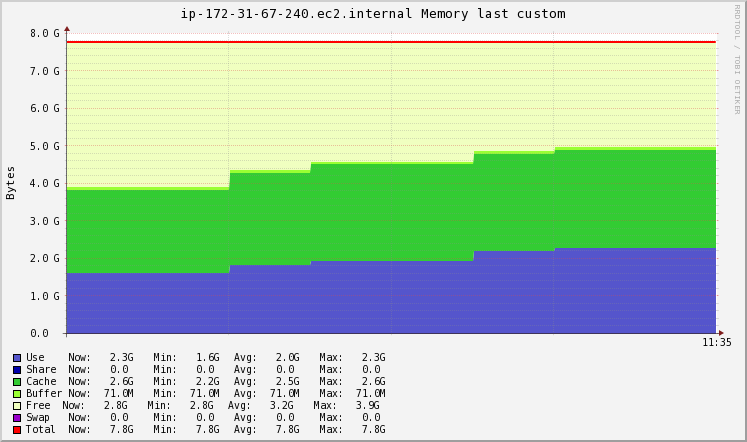 ip-172-31-67-240.ec2.internal Memory last custom
RRDTOOL / TOBI OETIKER
Bytes
8.0 G
7.0 G
6.0 G
5.0 G
4.0 G
3.0 G
2.0 G
1.0 G
0.0
11:35
Use Now: 2.3G Min: 1.6G Avg: 2.0G Max: 2.3G
Share Now: 0.0 Min: 0.0 Avg: 0.0 Max: 0.0
Cache Now: 2.6G Min: 2.2G Avg: 2.5G Max: 2.6G
Buffer Now: 71.0M Min: 71.0M Avg: 71.0M Max: 71.0M
Free Now: 2.8G Min: 2.8G Avg: 3.2G Max: 3.9G
Swap Now: 0.0 Min: 0.0 Avg: 0.0 Max: 0.0
Total Now: 7.8G Min: 7.8G Avg: 7.8G Max: 7.8G